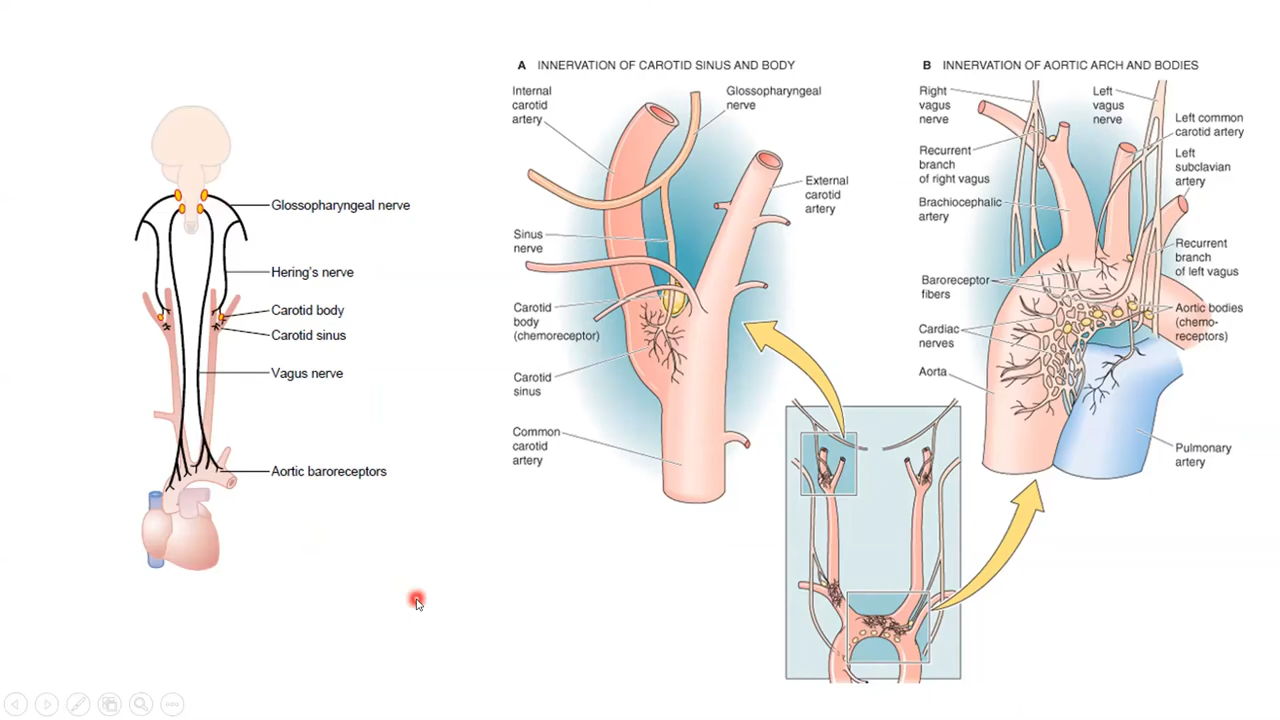 Glossopharyngeal nerve
Hering's nerve
Carotid body
Carotid sinus
Vagus nerve
Aortic baroreceptors
A INNERVATION OF CAROTID SINUS AND BODY
Internal
carotid
artery
Glossopharyngeal
nerve
External
carotid
artery
Sinus
nerve
Carotid
body
(chemoreceptor)
Carotid
sinus
Common
carotid
artery
B INNERVATION OF AORTIC ARCH AND BODIES
Right
vagus
nerve
Left
vagus
nerve
Left common
carotid artery
Recurrent
branch
of right vagus
Left
subclavian
artery
Brachiocephalic
artery
Recurrent
branch
of left vagus
Baroreceptor
fibers
Aortic bodies
(chemo-
receptors)
Cardiac
nerves
Aorta
Pulmonary
artery